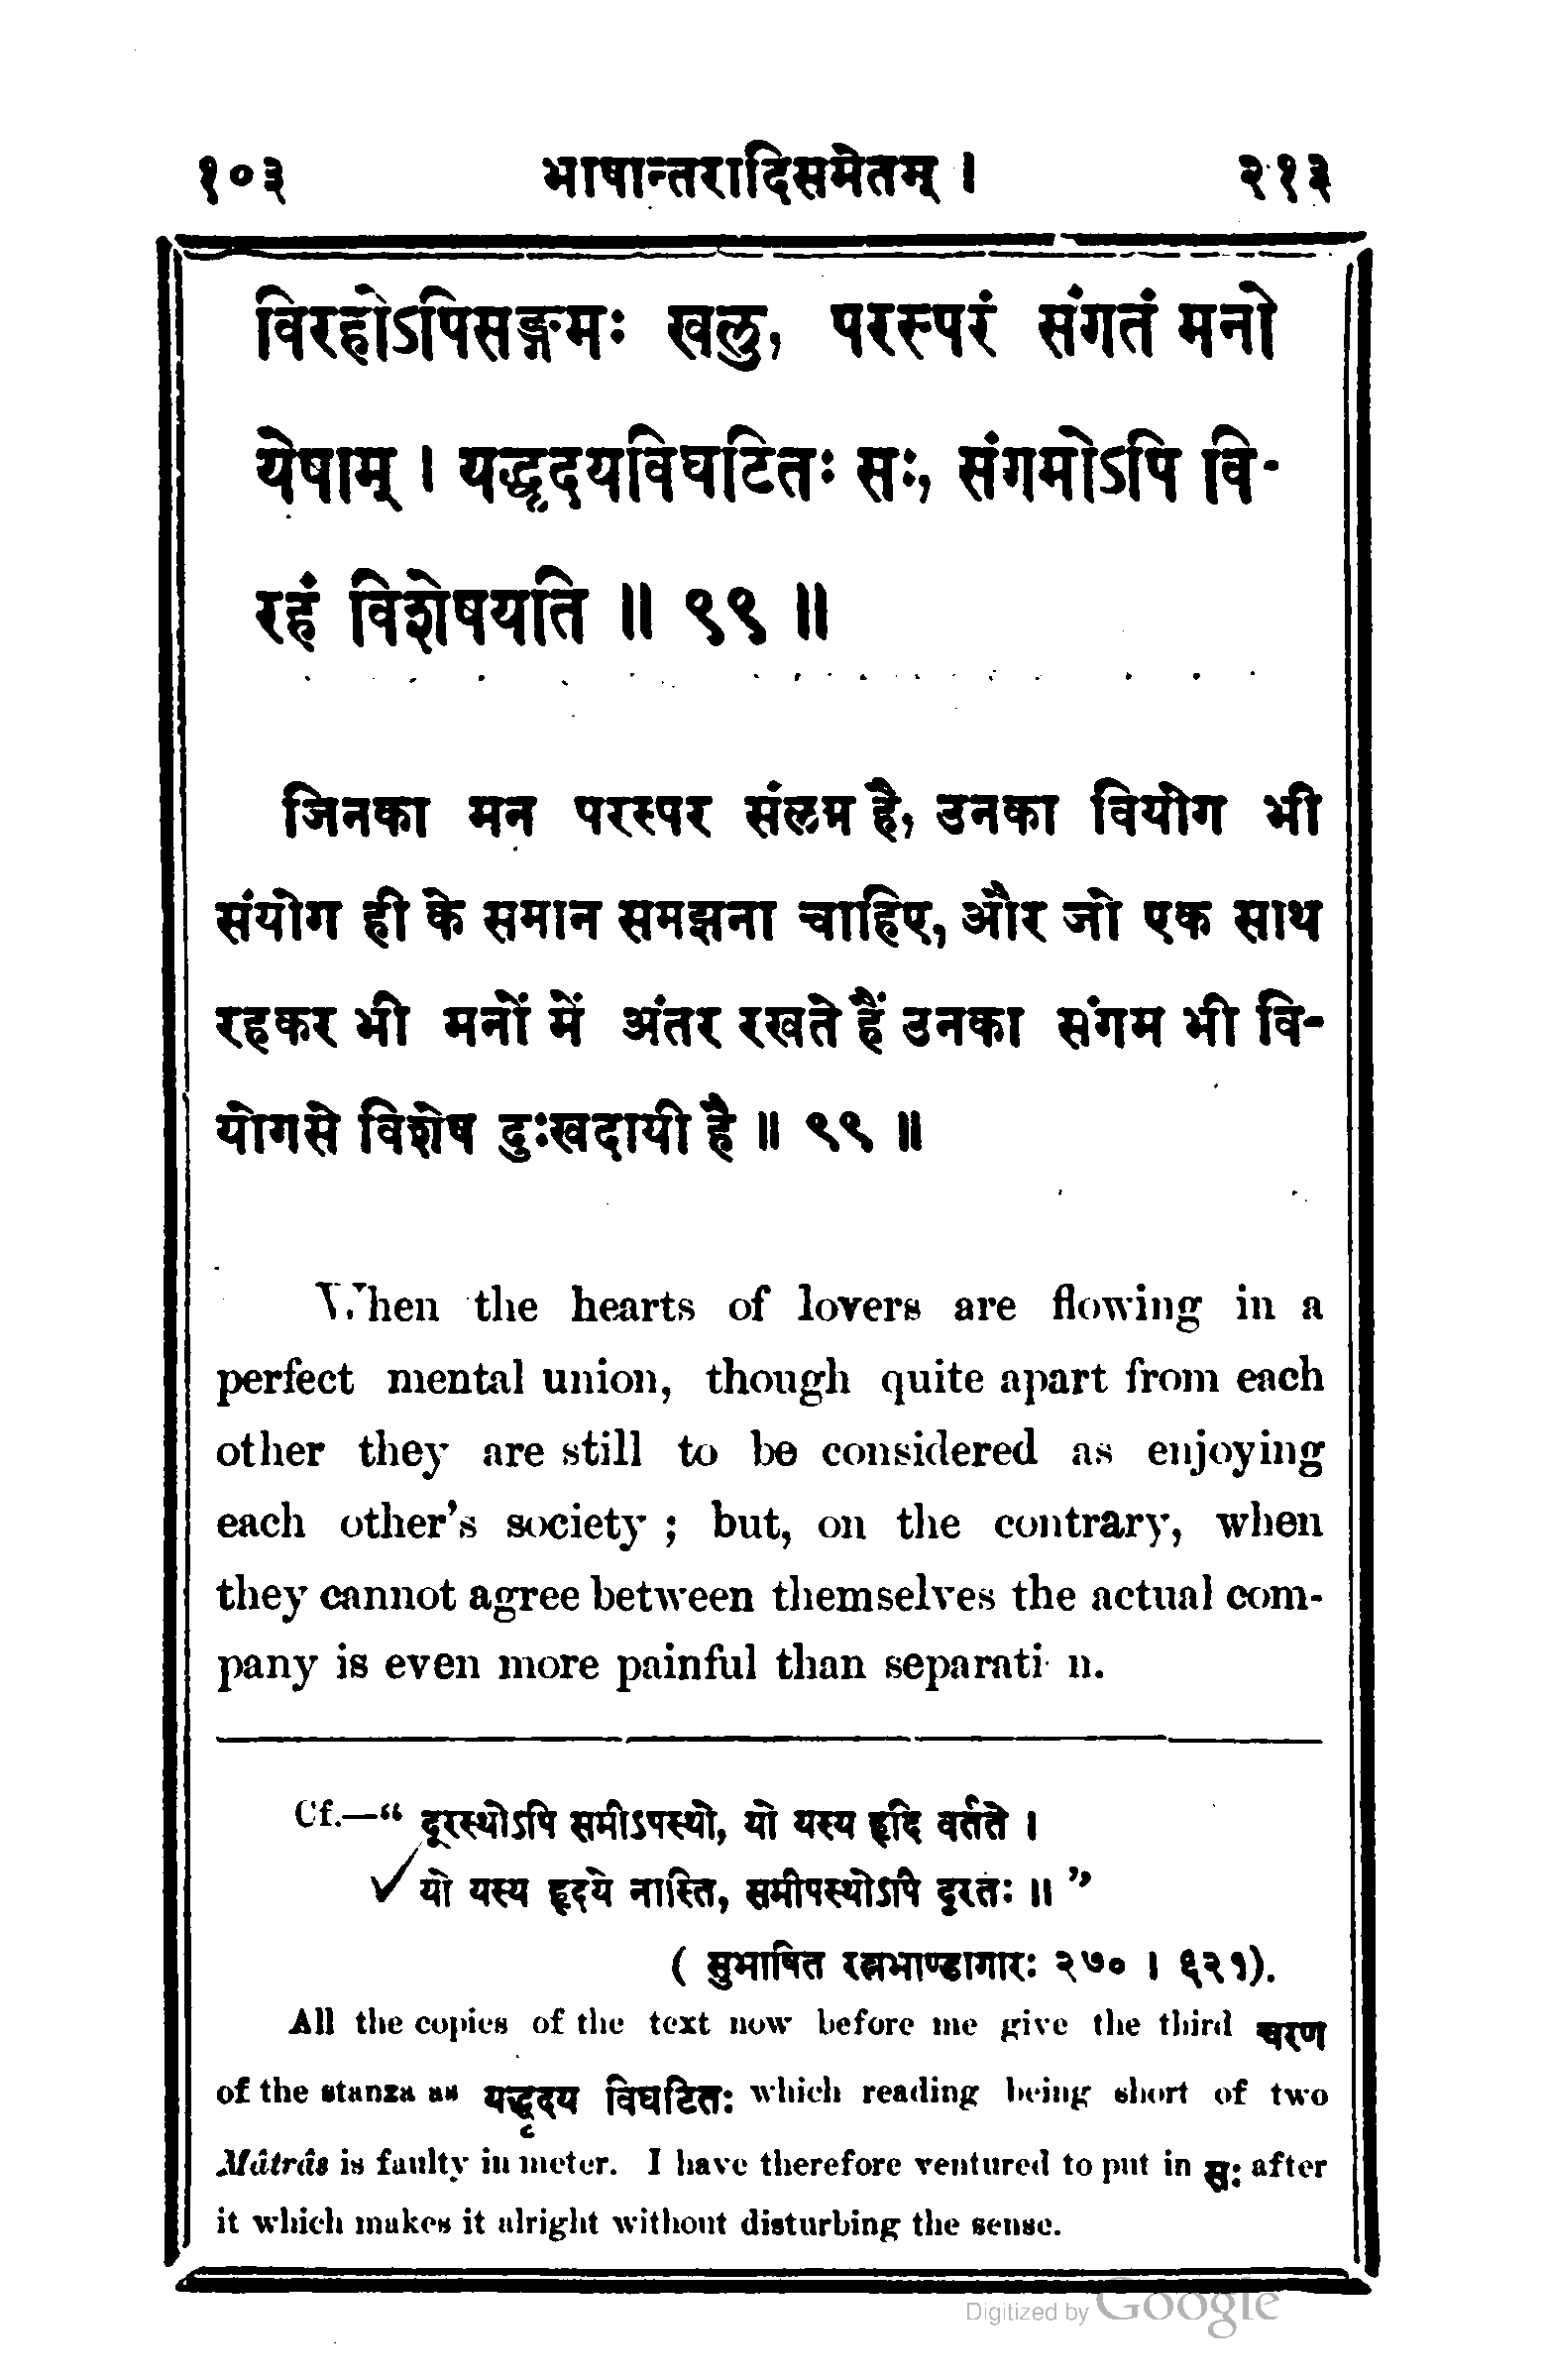 १०३ भाषान्तरादिसमेतम् । २१३
विरहोऽपिसङ्गमः खलु, परस्परं संगतं मनो
येषाम् । यद्धृदयविघटितः सः, संगमोऽपि वि-
रहं विशेषयति ॥ ९९ ॥
जिनका मन परस्पर संलग्न है, उनका वियोग भी
संयोग ही के समान समझना चाहिए, और जो एक साथ
रहकर भी मनों में अंतर रखते हैं उनका संगम भी वि-
योगसे विशेष दुःखदायी है ॥ ९९ ॥
When the hearts of lovers are flowing in a
perfect mental union, though quite apart from each
other they are still to be considered as enjoying
each other's society ; but, on the contrary, when
they cannot agree between themselves the actual com-
pany is even more painful than separati n.
Cf.—“ दूरस्थोऽपि समीऽपस्थो, यो यस्य हृदि वर्तते ।
यो यस्य हृदये नास्ति, समीपस्थोऽपि दूरतः ॥ ”
( सुभाषित रत्नभाण्डागारः २७० । ६२१).
All the copies of the text now before me give the third चरण
of the stanza as यद्धृदय विघटितः which reading being short of two
Mâtrâs is faulty in meter. I have therefore ventured to put in सः after
it which makes it alright without disturbing the sense.
Digitized by Google